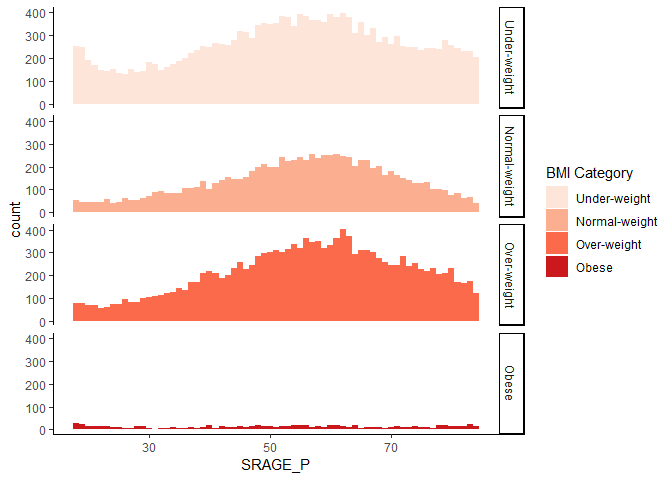 400
300
200
100
0
Under-weight
400
300
200
100
0
Normal-weight
400
300
200
100
0
Over-weight
400
300
200
100
0
Obese
count
30
50
70
SRAGE_P
BMI Category
Under-weight
Normal-weight
Over-weight
Obese